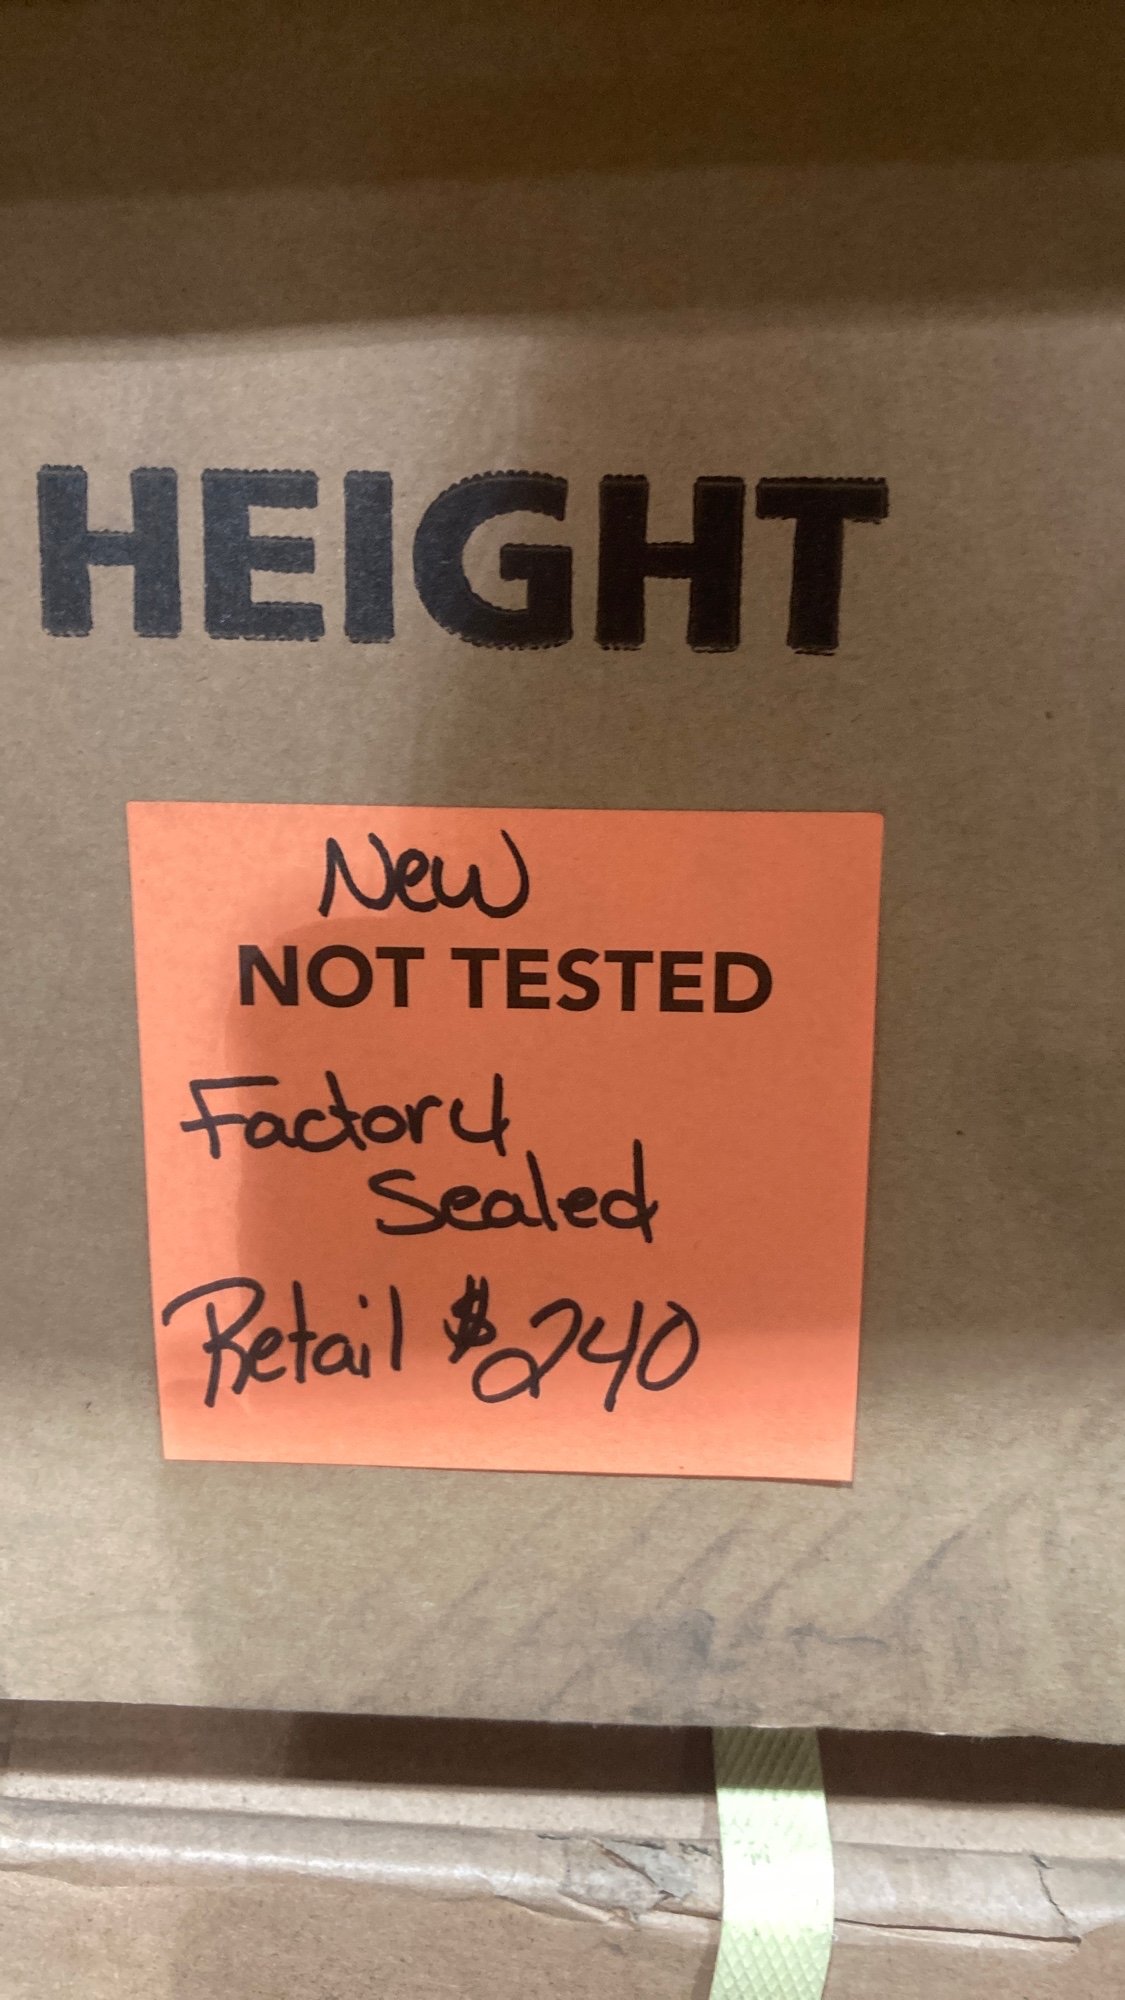 HEIGHT
New
NOT TESTED
Factory
Sealed
Retail $240